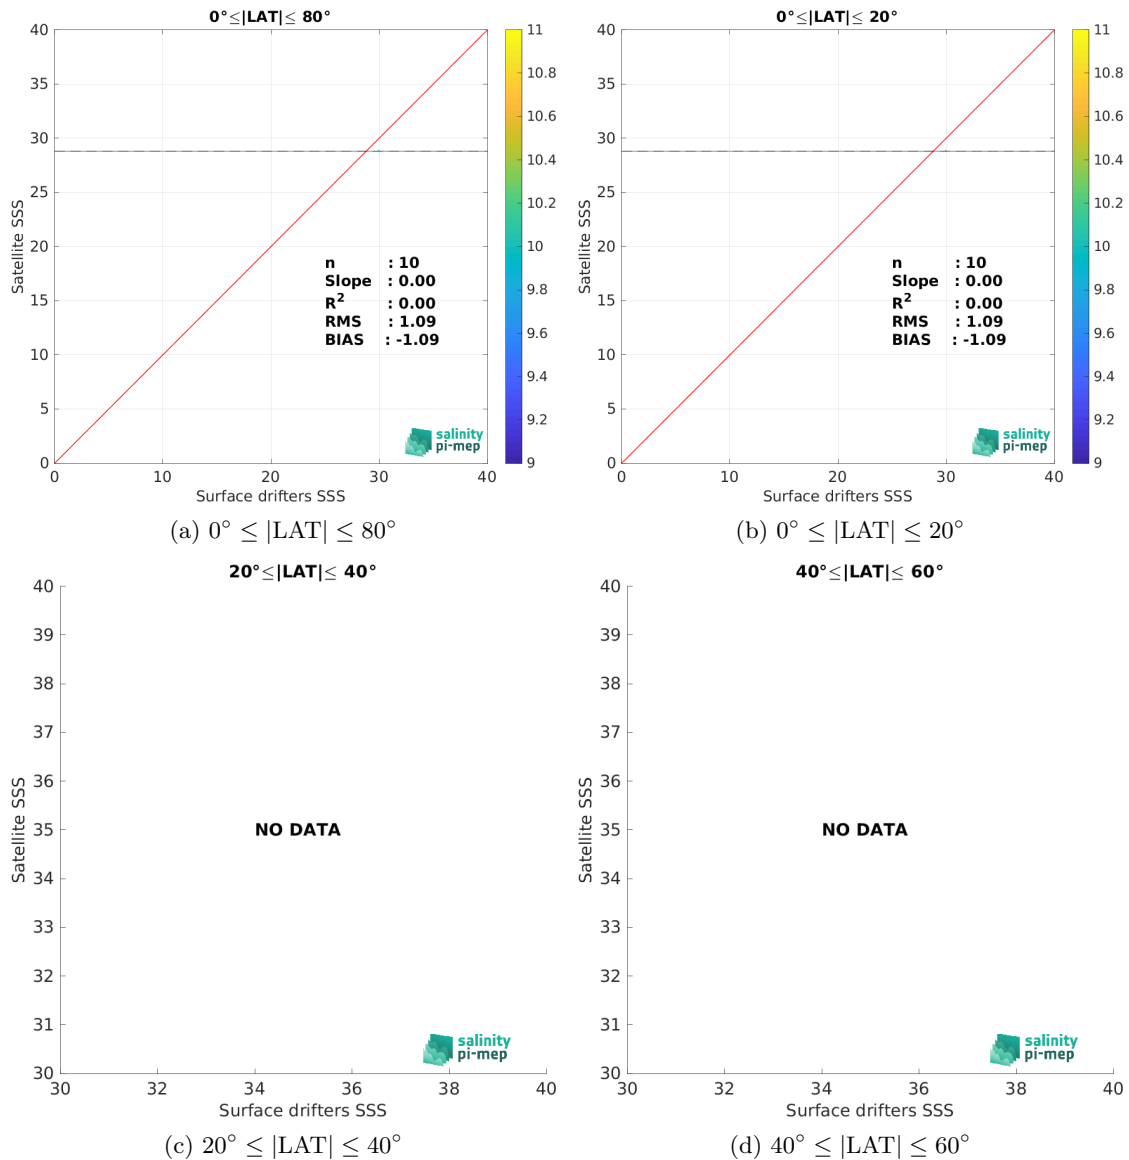 0°≤|LAT|≤ 80°
40
35
30
25
20
15
10
5
0
Satellite SSS
n : 10
Slope : 0.00
R² : 0.00
RMS : 1.09
BIAS : -1.09
salinity
pi-mep
0 10 20 30 40
Surface drifters SSS
11
10.8
10.6
10.4
10.2
10
9.8
9.6
9.4
9.2
9
(a) 0° ≤ |LAT| ≤ 80°
0°≤|LAT|≤ 20°
40
35
30
25
20
15
10
5
0
Satellite SSS
n : 10
Slope : 0.00
R² : 0.00
RMS : 1.09
BIAS : -1.09
salinity
pi-mep
0 10 20 30 40
Surface drifters SSS
11
10.8
10.6
10.4
10.2
10
9.8
9.6
9.4
9.2
9
(b) 0° ≤ |LAT| ≤ 20°
20°≤|LAT|≤ 40°
40
39
38
37
36
35
34
33
32
31
30
Satellite SSS
NO DATA
salinity
pi-mep
30 32 34 36 38 40
Surface drifters SSS
(c) 20° ≤ |LAT| ≤ 40°
40°≤|LAT|≤ 60°
40
39
38
37
36
35
34
33
32
31
30
Satellite SSS
NO DATA
salinity
pi-mep
30 32 34 36 38 40
Surface drifters SSS
(d) 40° ≤ |LAT| ≤ 60°